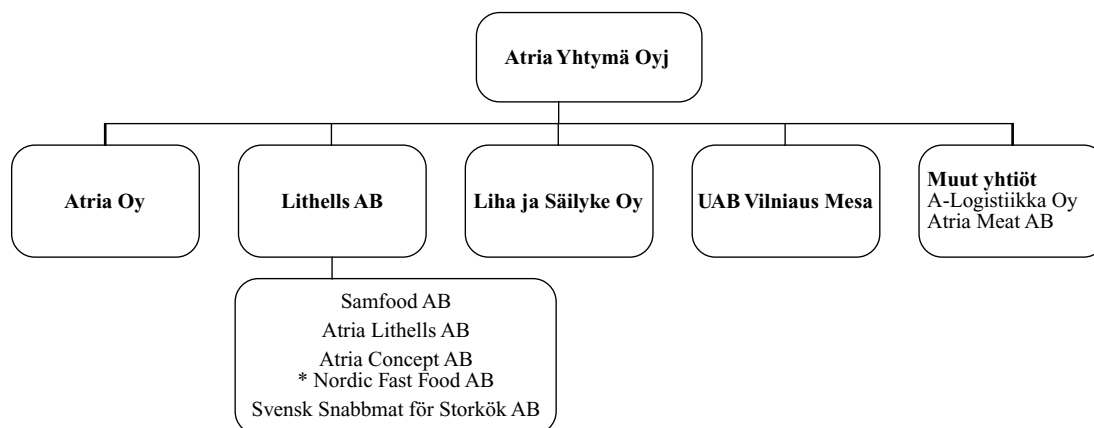 Atria Yhtymä Oyj
Atria Oy
Lithells AB
Liha ja Säilyke Oy
UAB Vilniaus Mesa
Muut yhtiöt
A-Logistiikka Oy
Atria Meat AB
Samfood AB
Atria Lithells AB
Atria Concept AB
* Nordic Fast Food AB
Svensk Snabbmat för Storkök AB